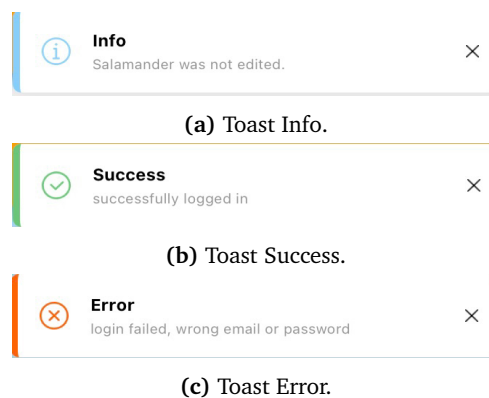 Info
Salamander was not edited.
(a) Toast Info.
Success
successfully logged in
(b) Toast Success.
Error
login failed, wrong email or password
(c) Toast Error.